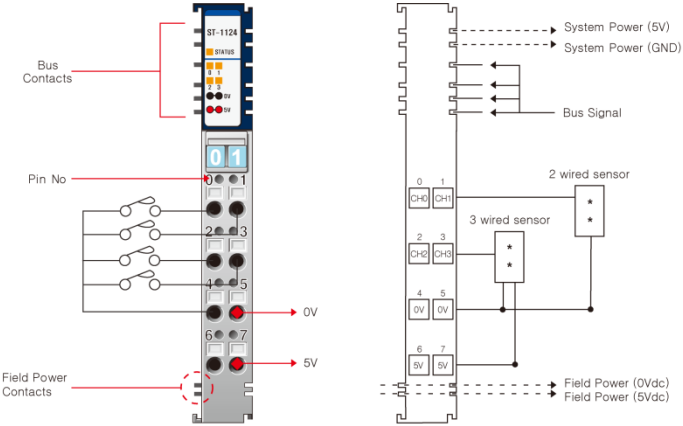 ST-1124
STATUS
0 1
2 3
0V
5V
Bus
Contacts
0 1
Pin No
0 1
2 3
4 5
0V
6 7
5V
Field Power
Contacts
System Power (5V)
System Power (GND)
Bus Signal
2 wired sensor
0 1
CH0 CH1
* *
3 wired sensor
2 3
CH2 CH3
* *
4 5
0V 0V
6 7
5V 5V
Field Power (0Vdc)
Field Power (5Vdc)